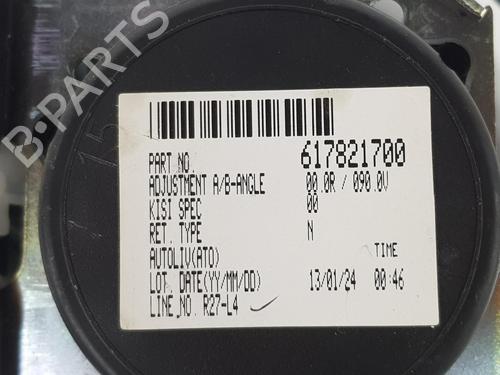 B-PARTS
15
PART NO. 617821700
ADJUSTMENT A/B-ANGLE 00.0R / 090.0V
KISI SPEC 00
RET. TYPE N
AUTOLIV(ATO) TIME
LOT. DATE(YY/MM/DD) 13/01/24 00:46
LINE NO. R27-L4